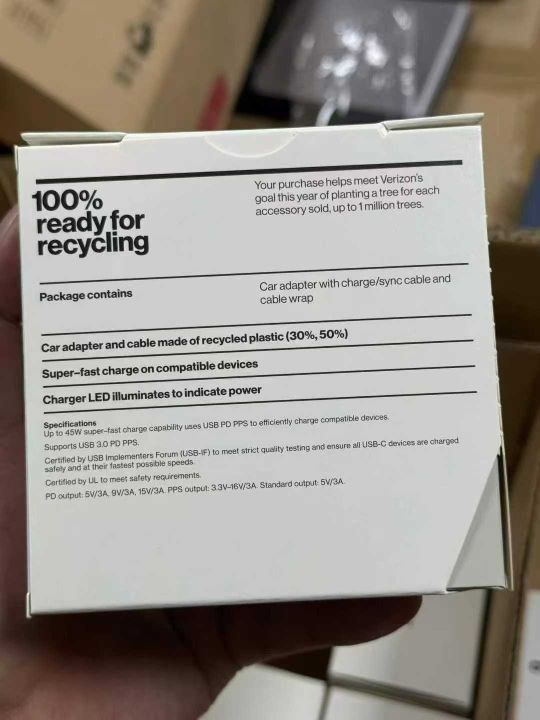 100%
ready for
recycling
Your purchase helps meet Verizon's
goal this year of planting a tree for each
accessory sold, up to 1 million trees.
Package contains
Car adapter with charge/sync cable and
cable wrap
Car adapter and cable made of recycled plastic (30%, 50%)
Super-fast charge on compatible devices
Charger LED illuminates to indicate power
Specifications
Up to 45W super-fast charge capability uses USB PD PPS to efficiently charge compatible devices.
Supports USB 3.0 PD PPS.
Certified by USB Implementers Forum (USB-IF) to meet strict quality testing and ensure all USB-C devices are charged
safely and at their fastest possible speeds.
Certified by UL to meet safety requirements.
PD output: 5V/3A, 9V/3A, 15V/3A. PPS output: 3.3V-16V/3A. Standard output: 5V/3A.